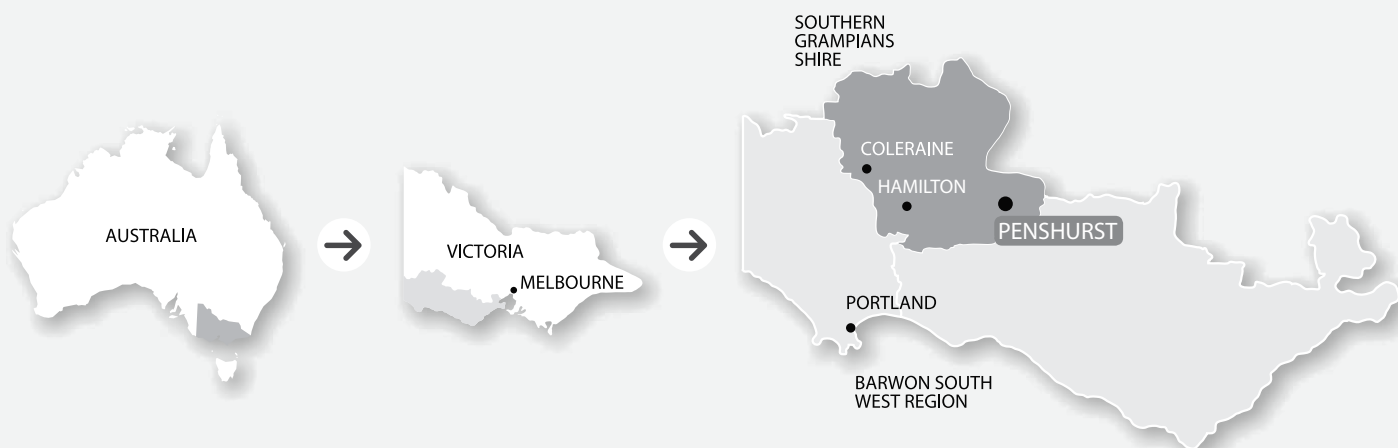 AUSTRALIA
VICTORIA
MELBOURNE
SOUTHERN
GRAMPIANS
SHIRE
COLERAINE
HAMILTON
PENSHURST
PORTLAND
BARWON SOUTH
WEST REGION